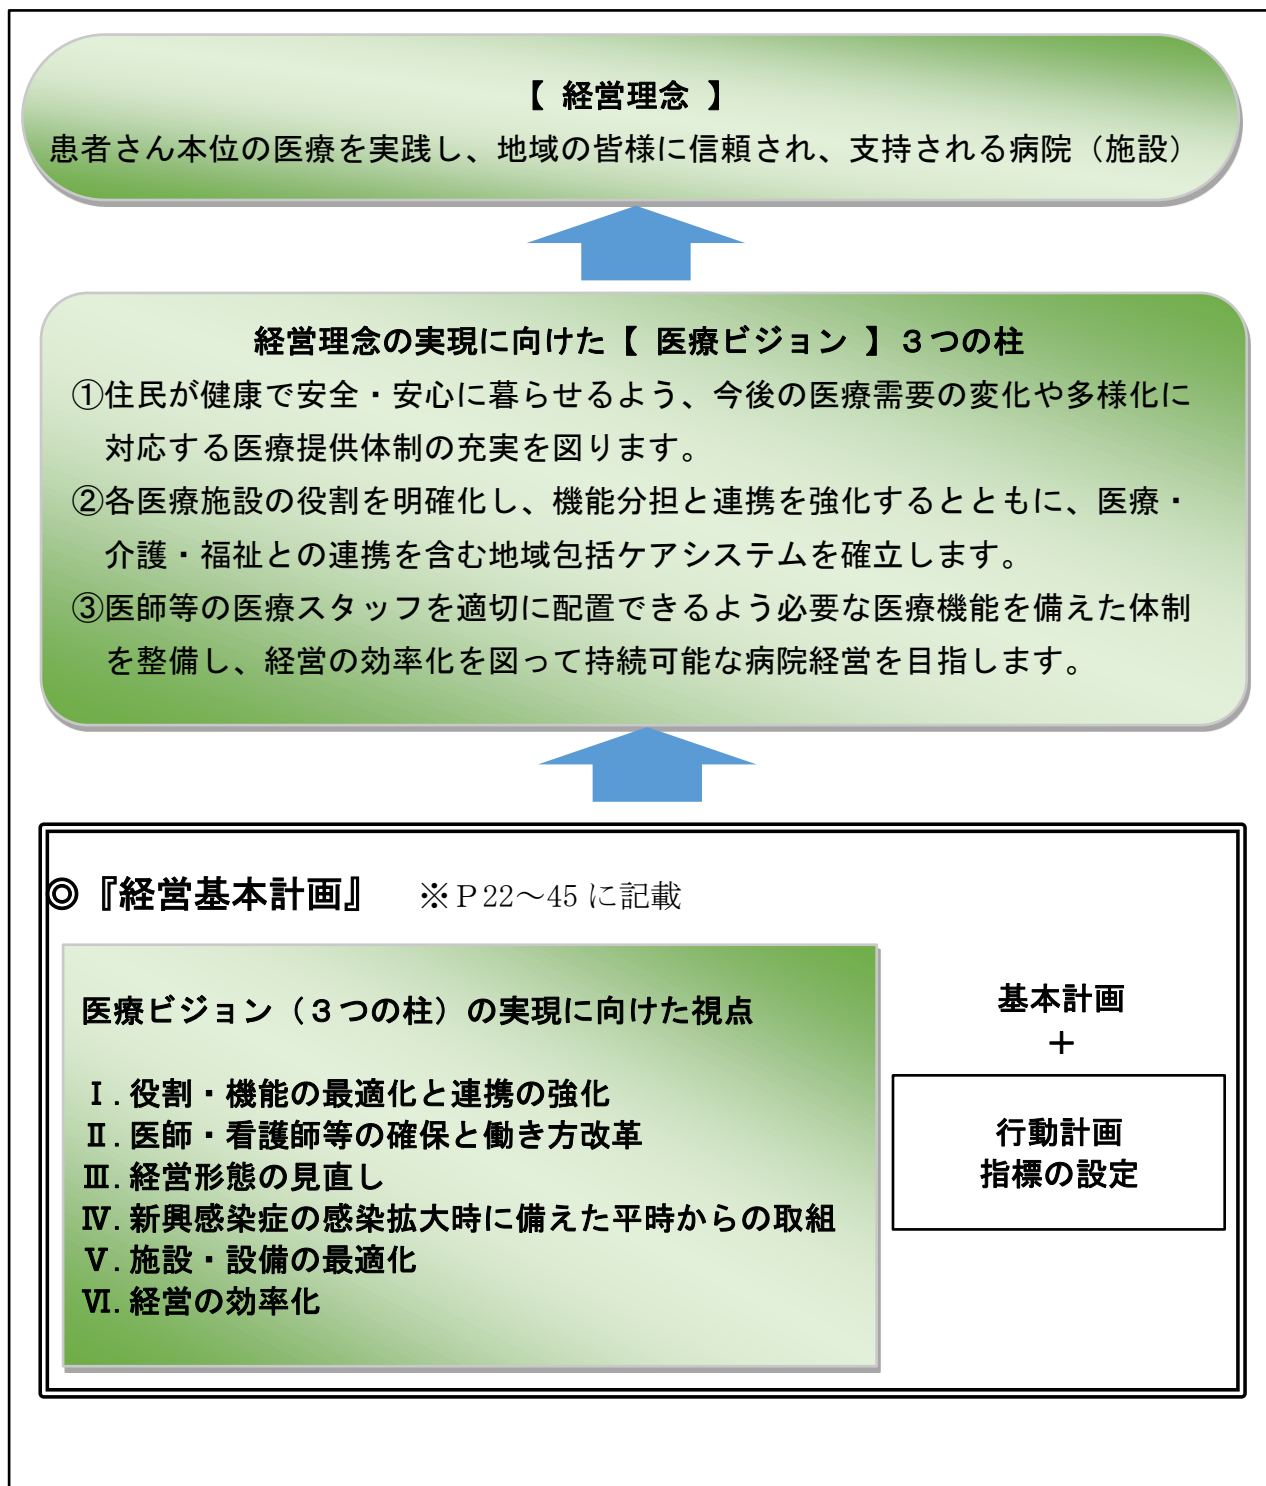 【 経営理念 】
患者さん本位の医療を実践し、地域の皆様に信頼され、支持される病院（施設）
経営理念の実現に向けた【 医療ビジョン 】３つの柱
①住民が健康で安全・安心に暮らせるよう、今後の医療需要の変化や多様化に
対応する医療提供体制の充実を図ります。
②各医療施設の役割を明確化し、機能分担と連携を強化するとともに、医療・
介護・福祉との連携を含む地域包括ケアシステムを確立します。
③医師等の医療スタッフを適切に配置できるよう必要な医療機能を備えた体制
を整備し、経営の効率化を図って持続可能な病院経営を目指します。
◎『経営基本計画』　※Ｐ22～45 に記載
医療ビジョン（３つの柱）の実現に向けた視点
Ⅰ.役割・機能の最適化と連携の強化
Ⅱ.医師・看護師等の確保と働き方改革
Ⅲ.経営形態の見直し
Ⅳ.新興感染症の感染拡大時に備えた平時からの取組
Ⅴ.施設・設備の最適化
Ⅵ.経営の効率化
基本計画
＋
行動計画
指標の設定